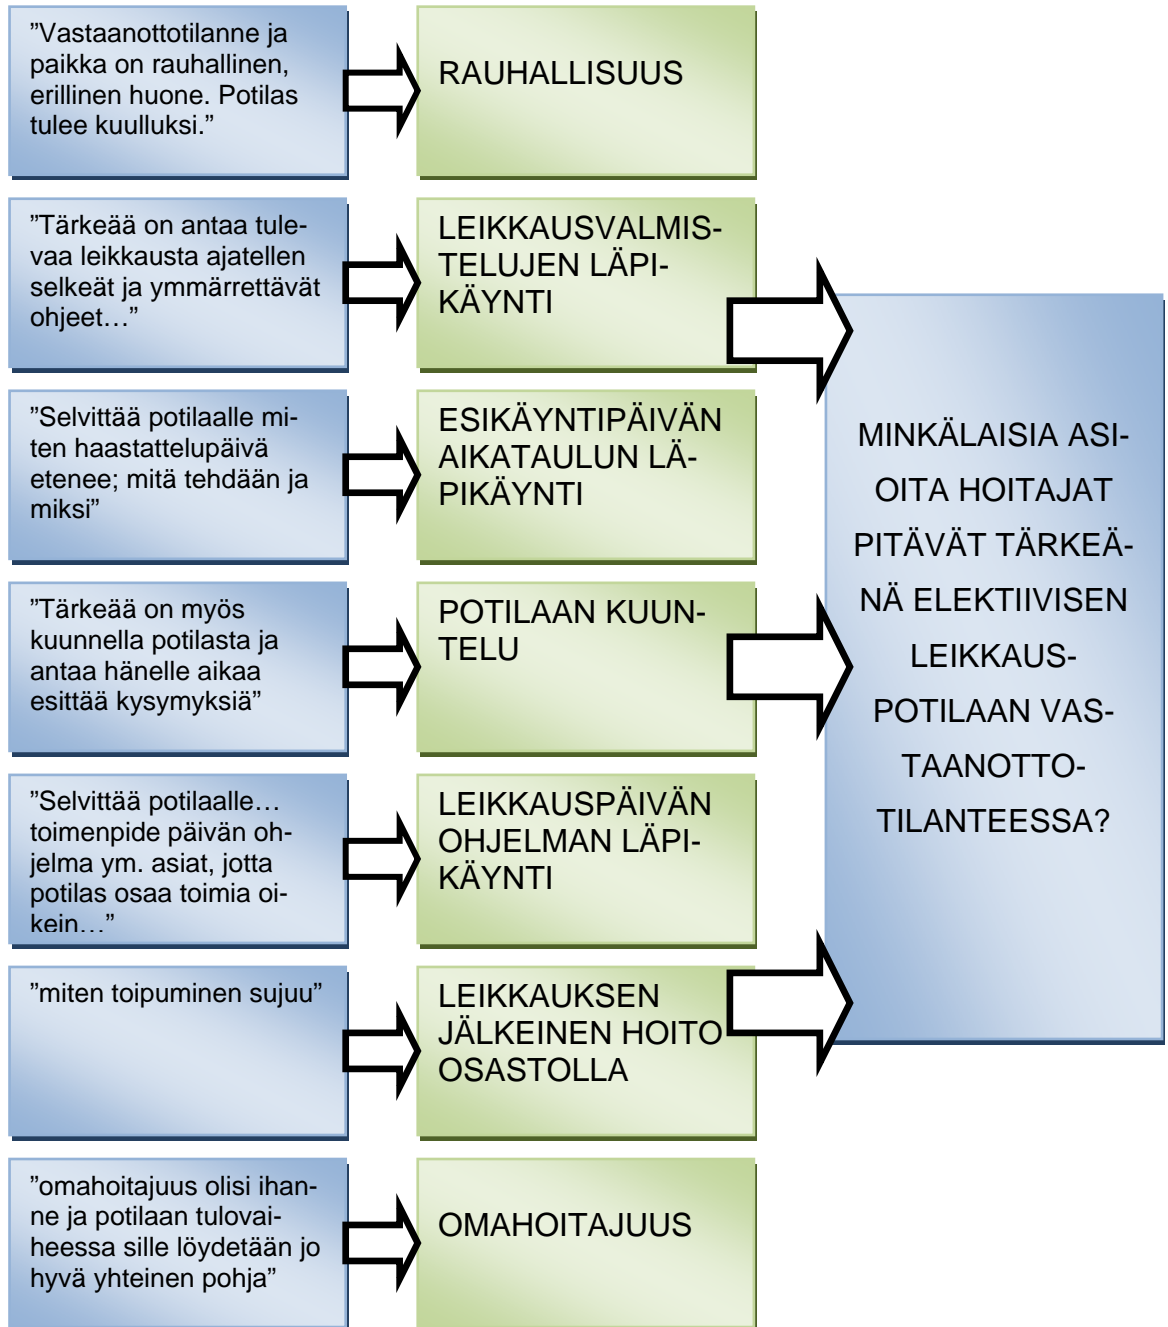 ”Vastaanottotilanne ja
paikka on rauhallinen,
erillinen huone. Potilas
tulee kuulluksi.”
RAUHALLISUUS
”Tärkeää on antaa tule-
vaa leikkausta ajatellen
selkeät ja ymmärrettävät
ohjeet…”
LEIKKAUSVALMIS-
TELUJEN LÄPI-
KÄYNTI
”Selvittää potilaalle mi-
ten haastattelupäivä
etenee; mitä tehdään ja
miksi”
ESIKÄYNTIPÄIVÄN
AIKATAULUN LÄ-
PIKÄYNTI
”Tärkeää on myös
kuunnella potilasta ja
antaa hänelle aikaa
esittää kysymyksiä”
POTILAAN KUUN-
TELU
”Selvittää potilaalle…
toimenpide päivän oh-
jelma ym. asiat, jotta
potilas osaa toimia oi-
kein…”
LEIKKAUSPÄIVÄN
OHJELMAN LÄPI-
KÄYNTI
”miten toipuminen sujuu”
LEIKKAUKSEN
JÄLKEINEN HOITO
OSASTOLLA
”omahoitajuus olisi ihan-
ne ja potilaan tulovai-
heessa sille löydetään jo
hyvä yhteinen pohja”
OMAHOITAJUUS
MINKÄLAISIA ASI-
OITA HOITAJAT
PITÄVÄT TÄRKEÄ-
NÄ ELEKTIIVISEN
LEIKKAUS-
POTILAAN VAS-
TAANOTTO-
TILANTEESSA?